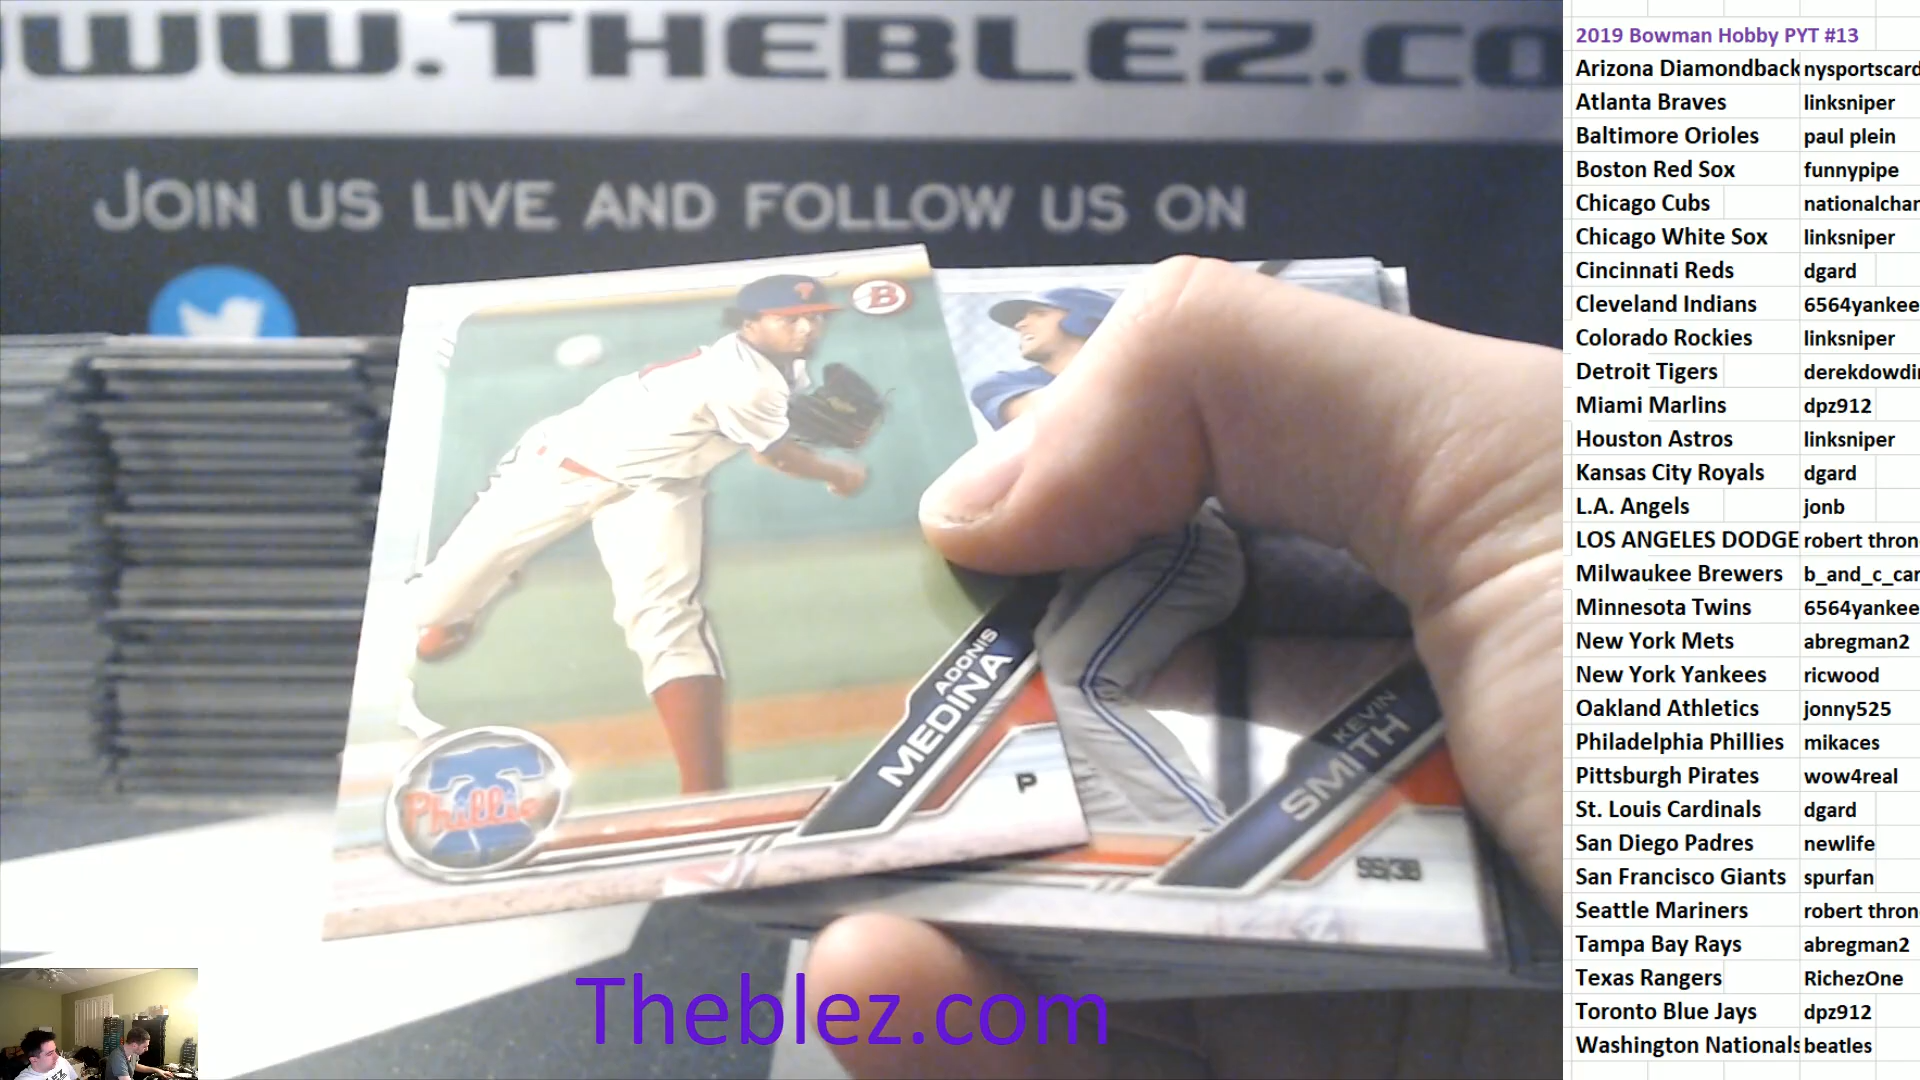 WWW.THEBLEZ.CO
JOIN US LIVE AND FOLLOW US ON
B
ADONIS
MEDINA
P
Phillies
KEVIN
SMITH
SS/3B
Theblez.com
2019 Bowman Hobby PYT #13
Arizona Diamondback nysportscard
Atlanta Braves linksniper
Baltimore Orioles paul plein
Boston Red Sox funnypipe
Chicago Cubs nationalchar
Chicago White Sox linksniper
Cincinnati Reds dgard
Cleveland Indians 6564yankee
Colorado Rockies linksniper
Detroit Tigers derekdowdin
Miami Marlins dpz912
Houston Astros linksniper
Kansas City Royals dgard
L.A. Angels jonb
LOS ANGELES DODGE robert thron
Milwaukee Brewers b_and_c_car
Minnesota Twins 6564yankee
New York Mets abregman2
New York Yankees ricwood
Oakland Athletics jonny525
Philadelphia Phillies mikaces
Pittsburgh Pirates wow4real
St. Louis Cardinals dgard
San Diego Padres newlife
San Francisco Giants spurfan
Seattle Mariners robert thron
Tampa Bay Rays abregman2
Texas Rangers RichezOne
Toronto Blue Jays dpz912
Washington Nationals beatles